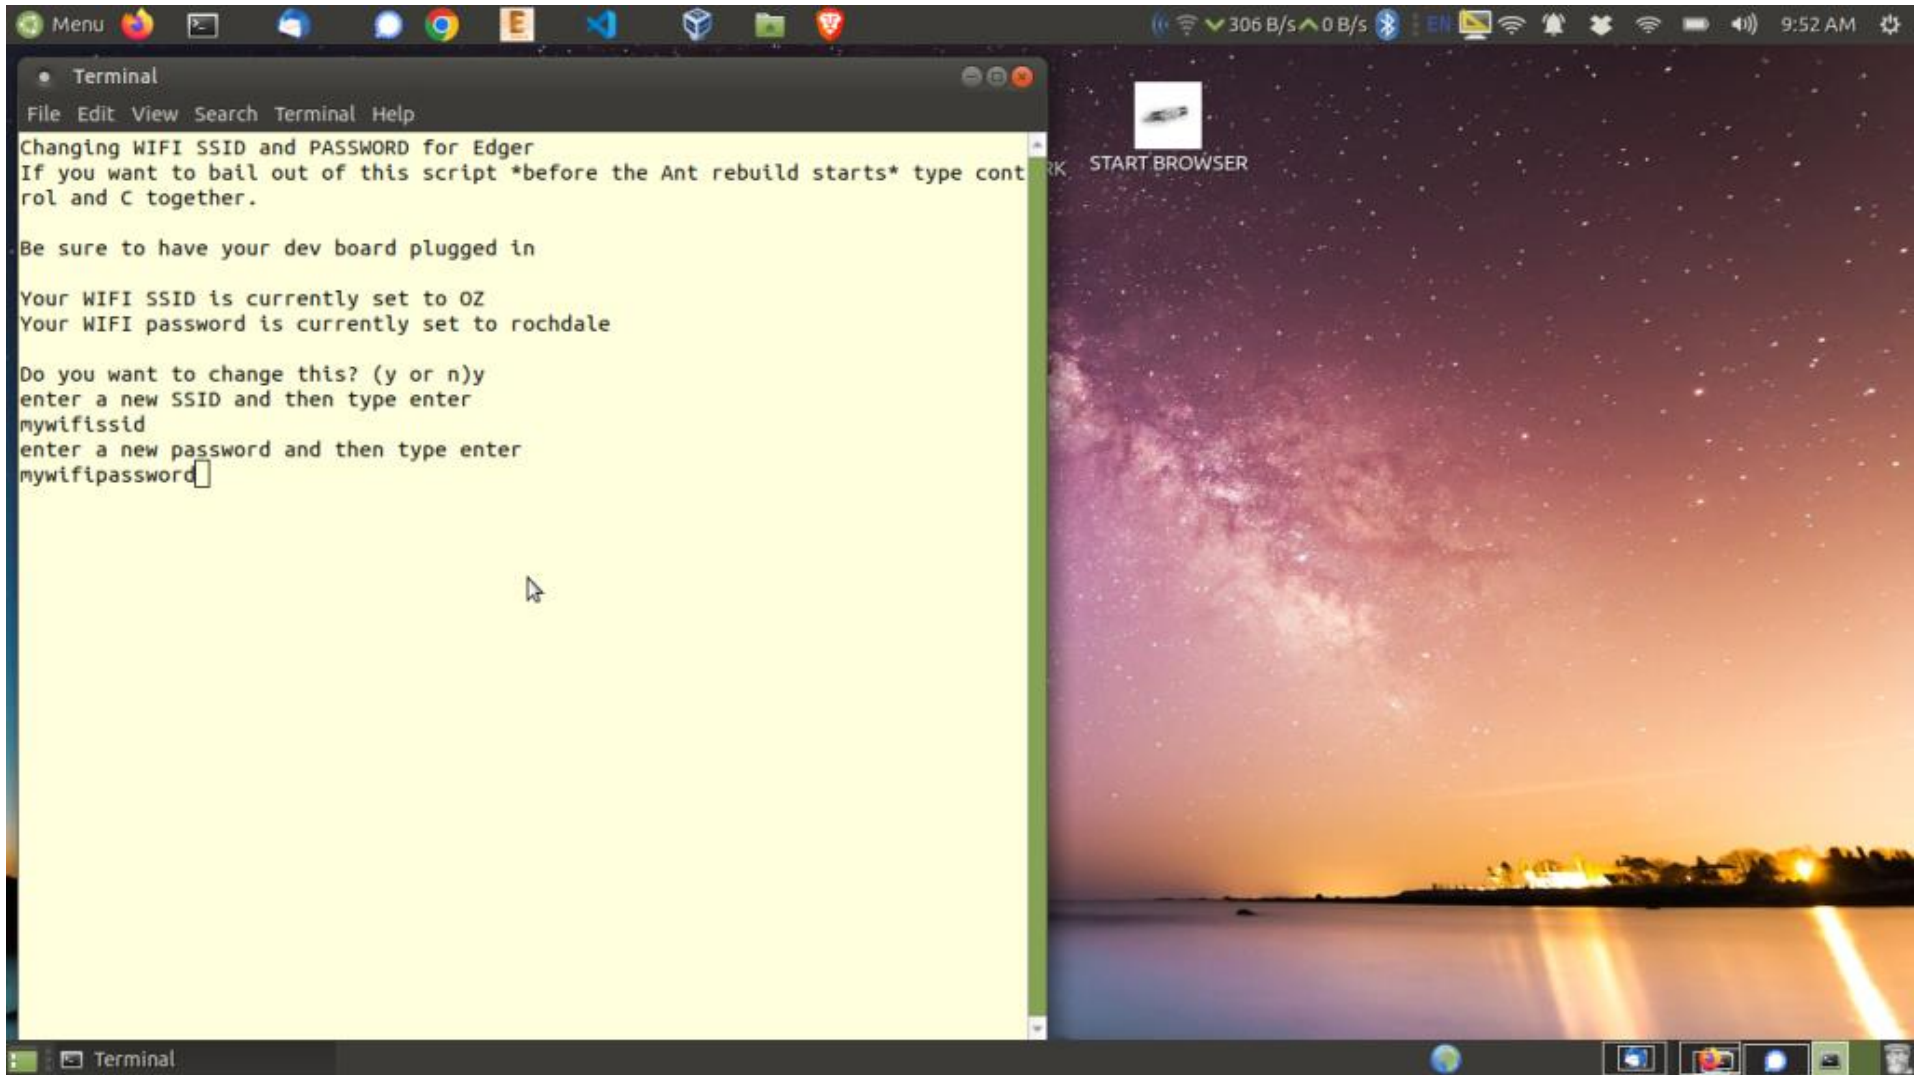 Menu
306 B/s 0 B/s EN 9:52 AM
Terminal
File Edit View Search Terminal Help
Changing WIFI SSID and PASSWORD for Edger
If you want to bail out of this script *before the Ant rebuild starts* type cont
rol and C together.
Be sure to have your dev board plugged in
Your WIFI SSID is currently set to OZ
Your WIFI password is currently set to rochdale
Do you want to change this? (y or n)y
enter a new SSID and then type enter
mywifissid
enter a new password and then type enter
mywifipassword
RK
START BROWSER
Terminal